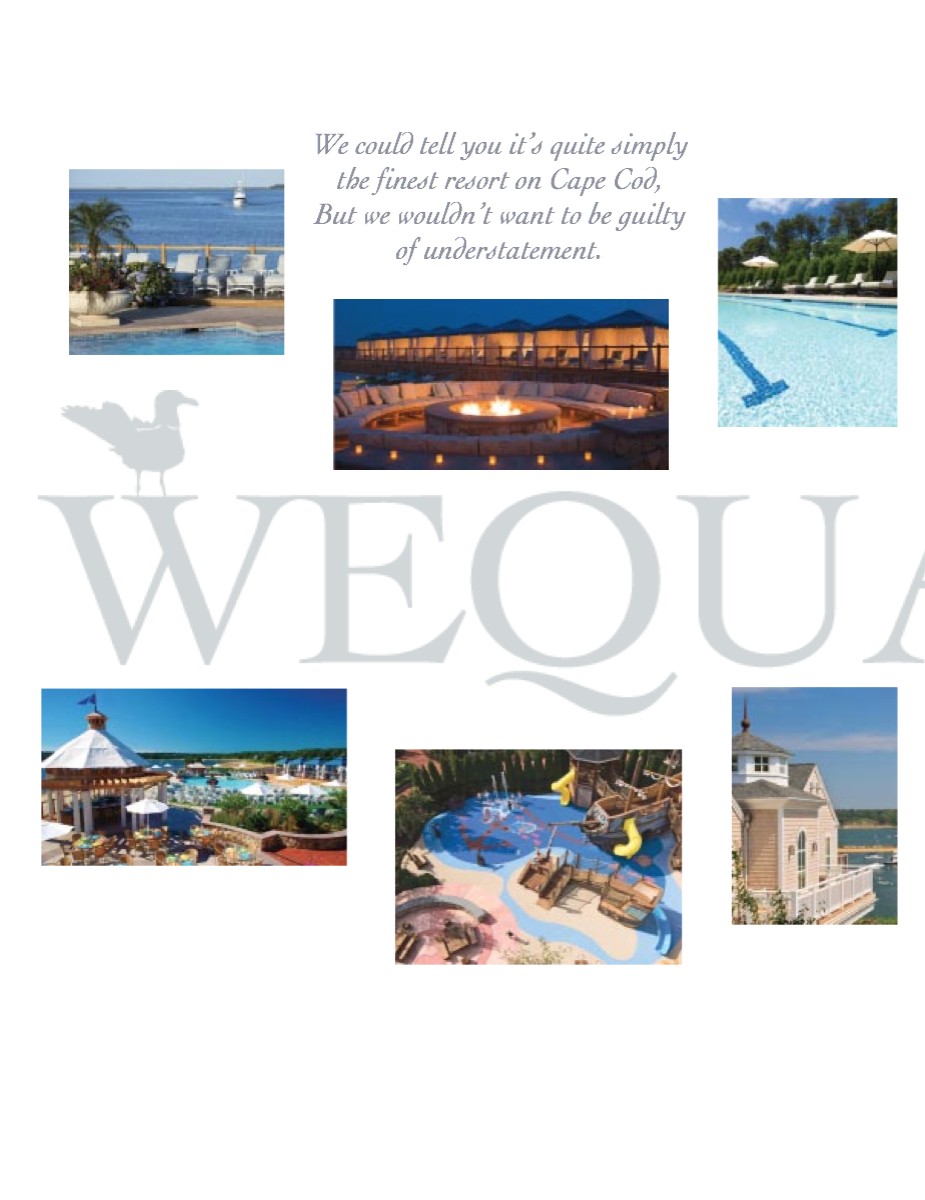 We could tell you it's quite simply
the finest resort on Cape Cod,
But we wouldn't want to be guilty
of understatement.
WEQUA